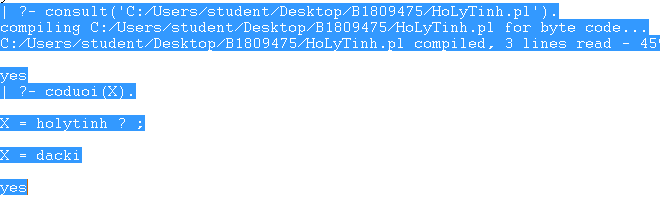 | ?- consult('C:/Users/student/Desktop/B1809475/HoLyTinh.pl').
compiling C:/Users/student/Desktop/B1809475/HoLyTinh.pl for byte code...
C:/Users/student/Desktop/B1809475/HoLyTinh.pl compiled, 3 lines read - 45
yes
| ?- coduoi(X).
X = holytinh ? ;
X = dacki
yes